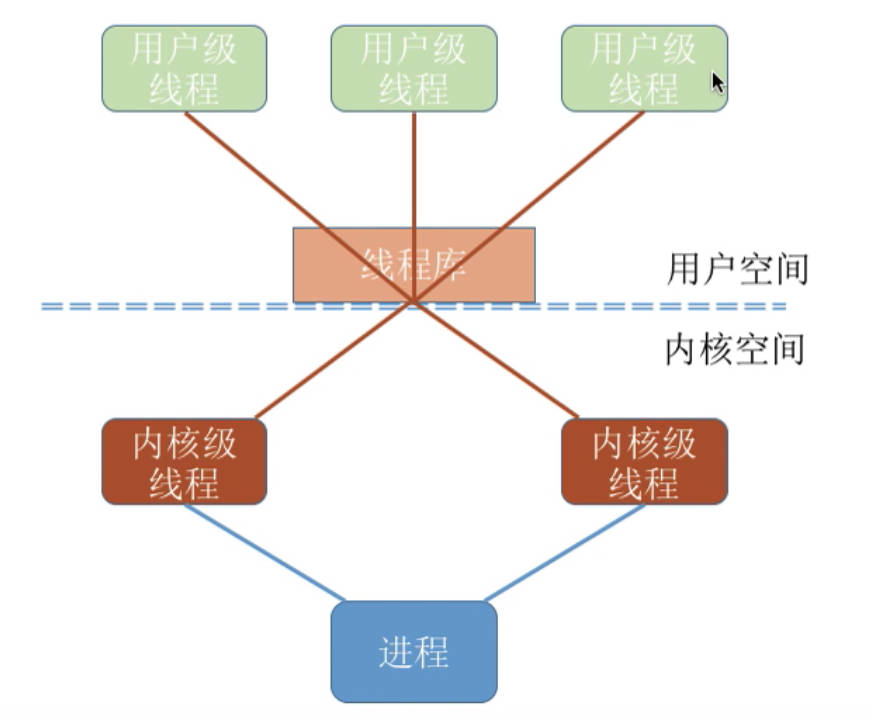 用户级
线程
用户级
线程
用户级
线程
线程库
用户空间
内核空间
内核级
线程
内核级
线程
进程